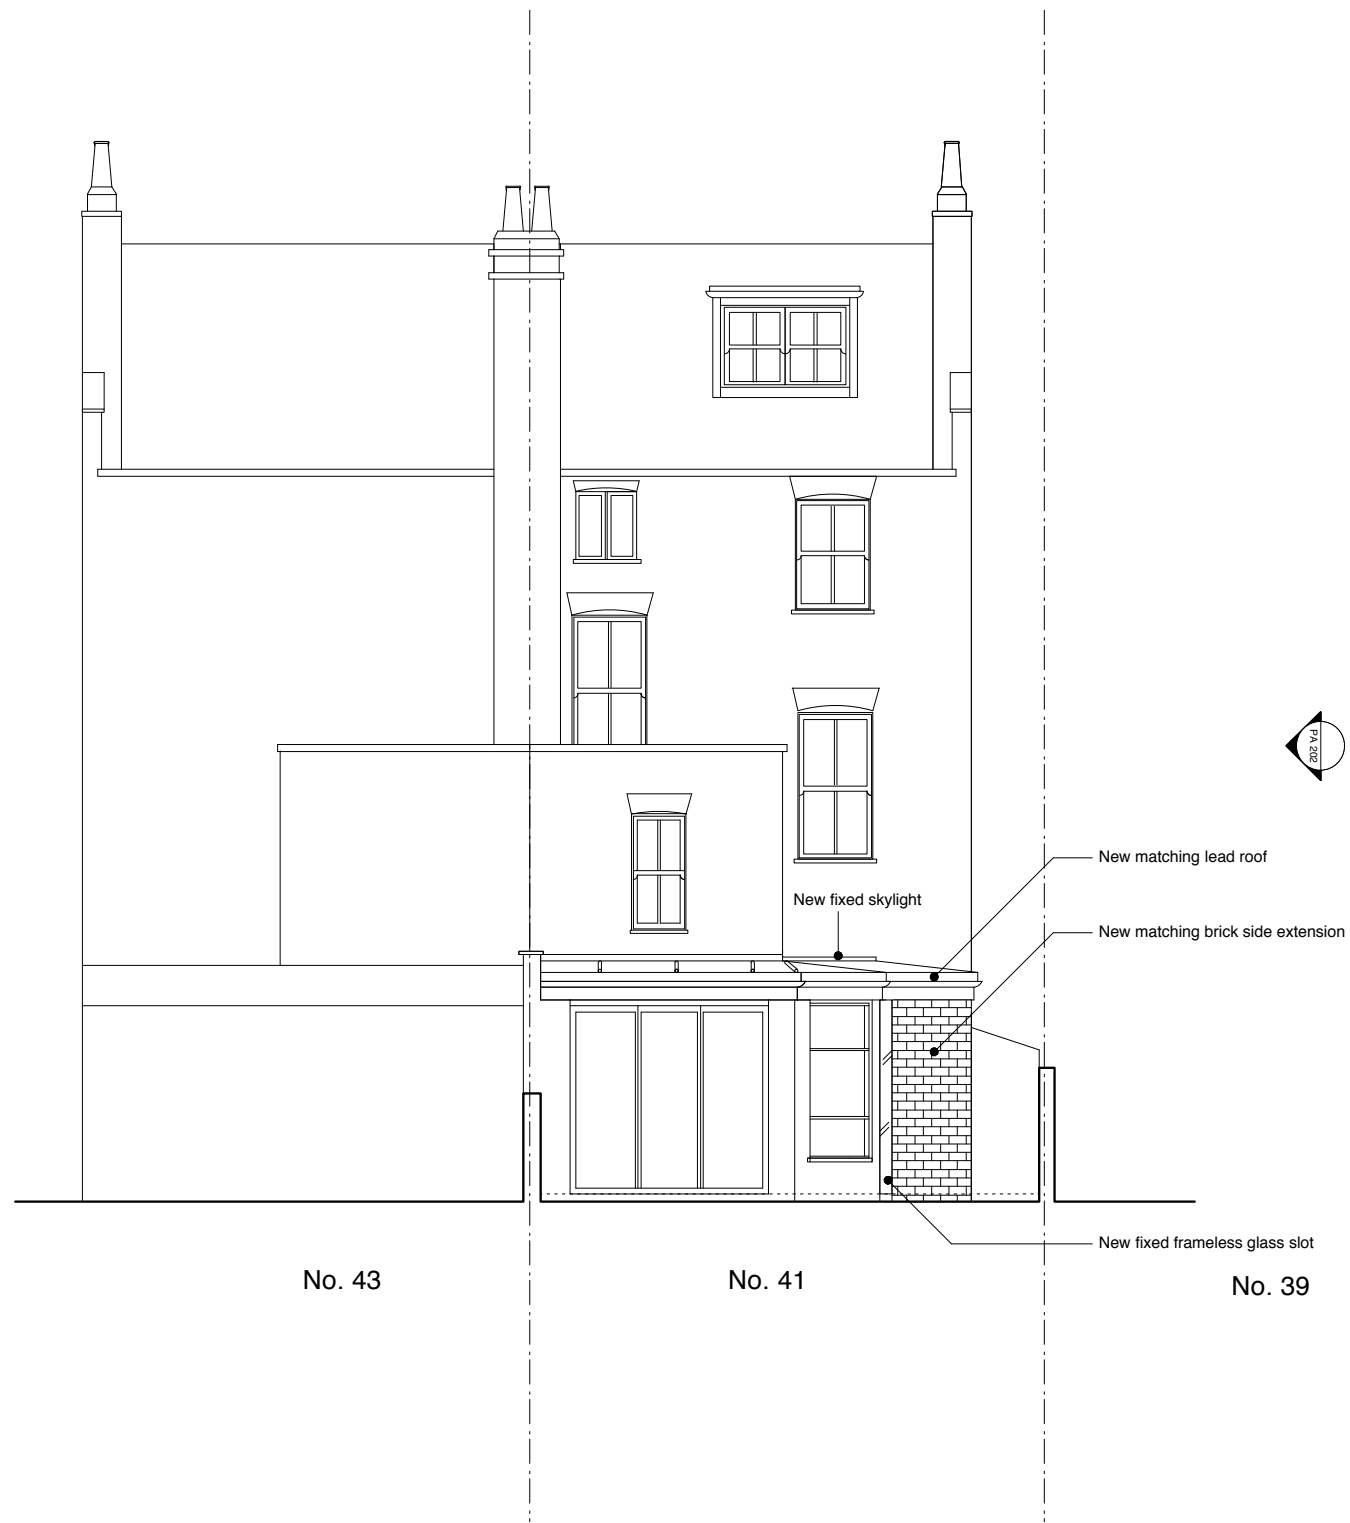 PA 202
New matching lead roof
New fixed skylight
New matching brick side extension
New fixed frameless glass slot
No. 43
No. 41
No. 39